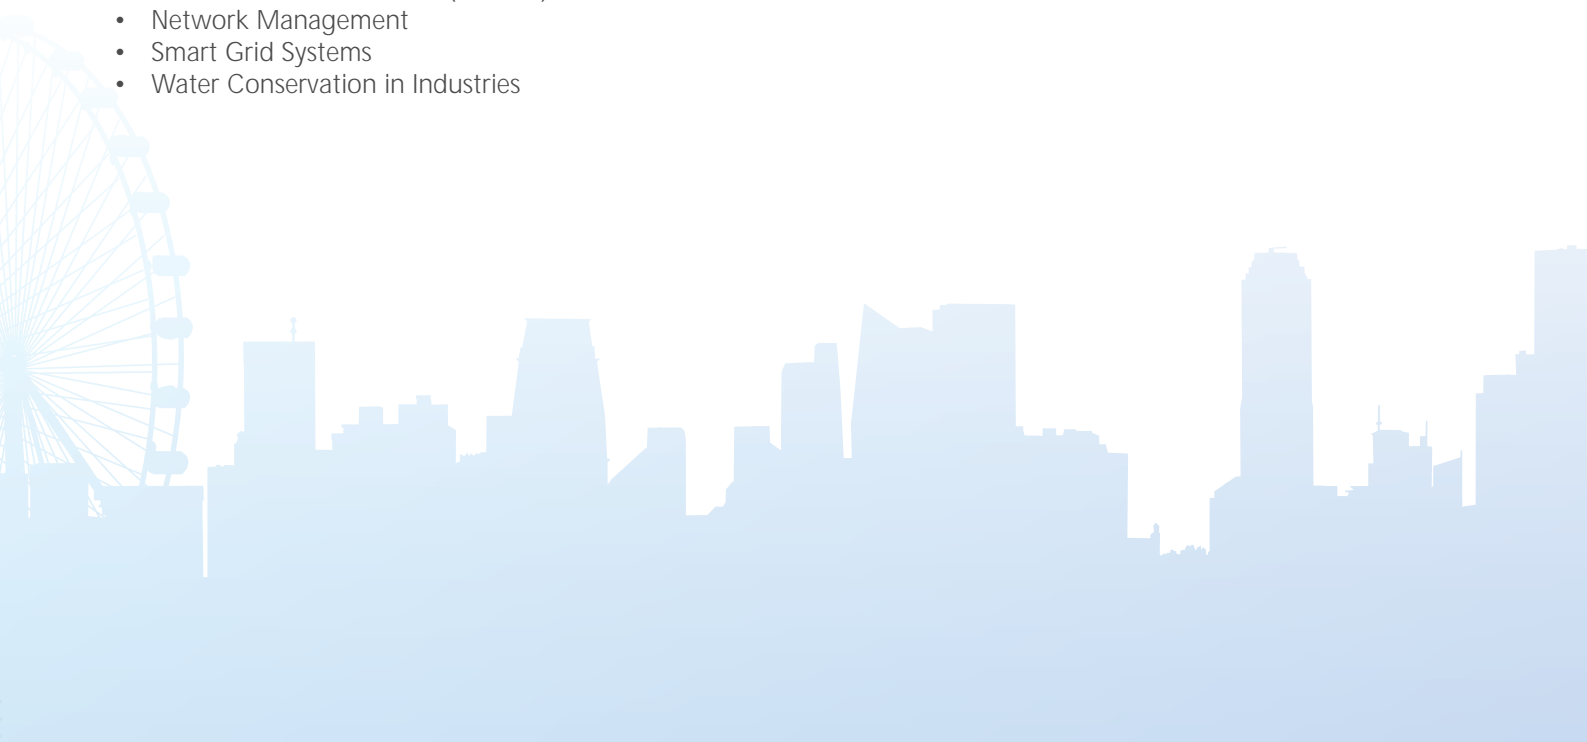 • Network Management
• Smart Grid Systems
• Water Conservation in Industries